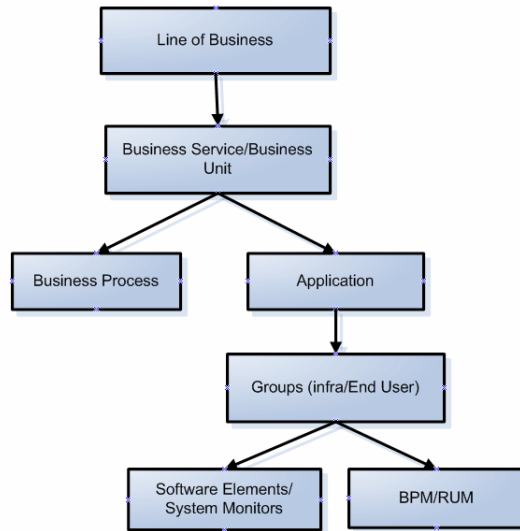 Line of Business
Business Service/Business
Unit
Business Process
Application
Groups (infra/End User)
Software Elements/
System Monitors
BPM/RUM